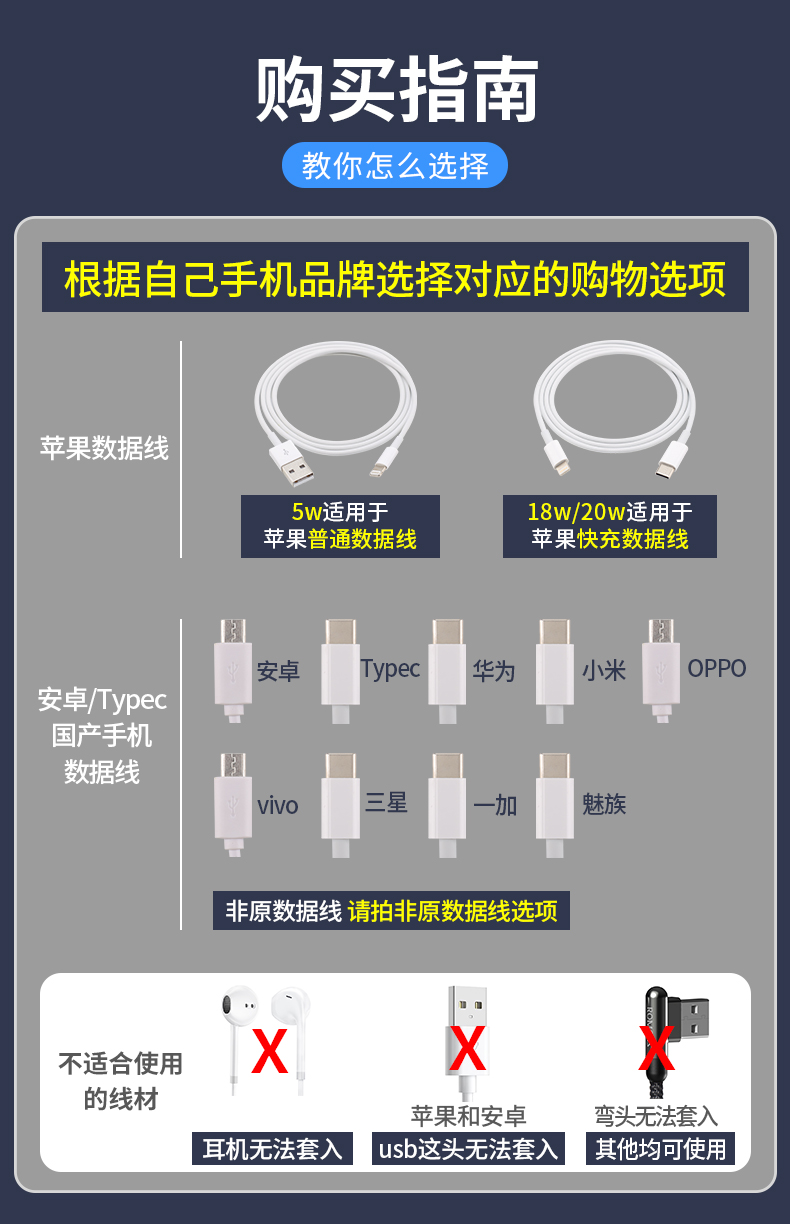 购买指南
教你怎么选择
根据自己手机品牌选择对应的购物选项
苹果数据线
5w适用于
苹果普通数据线
18w/20w适用于
苹果快充数据线
安卓/Typec
国产手机
数据线
安卓
Typec
华为
小米
OPPO
vivo
三星
一加
魅族
非原数据线 请拍非原数据线选项
不适合使用
的线材
X
X
X
苹果和安卓
弯头无法套入
耳机无法套入
usb这头无法套入
其他均可使用